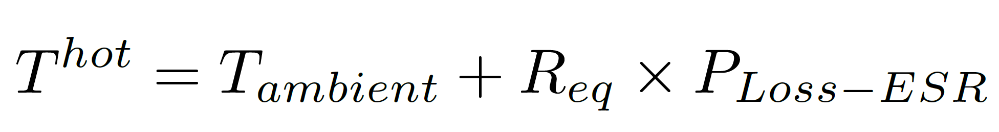 T^{hot} = T_{ambient} + R_{eq} × P_{Loss−ESR}